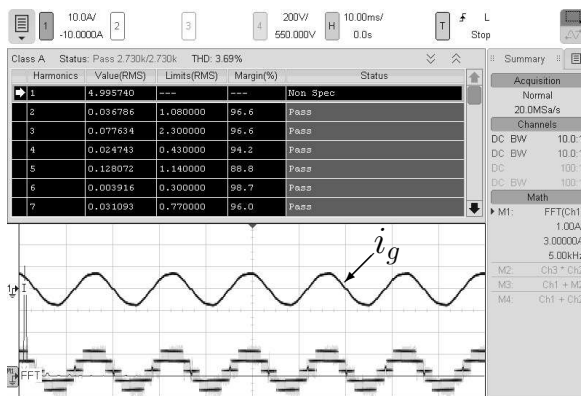 10.0A/ 200V/ 10.00ms/ L
1 2 3 4 H T
-10.0000A 550.000V 0.0s Stop
Class A Status: Pass 2.730k/2.730k THD: 3.69%
Harmonics Value(RMS) Limits(RMS) Margin(%) Status
1 4.995740 --- --- Non Spec
2 0.036786 1.080000 96.6 Pass
3 0.077634 2.300000 96.6 Pass
4 0.024743 0.430000 94.2 Pass
5 0.128072 1.140000 88.8 Pass
6 0.003916 0.300000 98.7 Pass
7 0.031093 0.770000 96.0 Pass
Summary
Acquisition
Normal
20.0MSa/s
Channels
DC BW 10.0:1
DC BW 10.0:1
DC 100:1
DC BW 100:1
Math
M1: FFT(Ch1
1.00A
3.00000A
5.00kHz
M2: Ch3 * Ch2
M3: Ch1 + M2
M4: Ch1 + Ch2
i_g
FFT